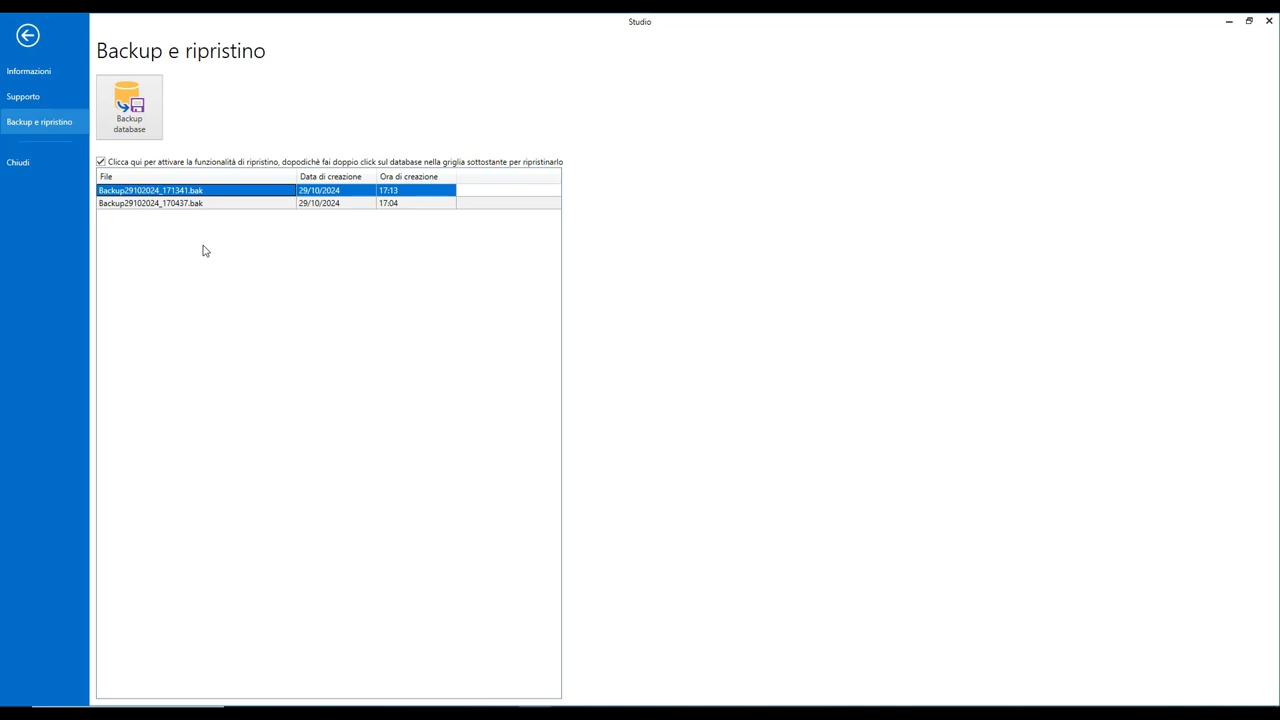 Studio
Backup e ripristino
Informazioni
Supporto
Backup e ripristino
Chiudi
Backup
database
Clicca qui per attivare la funzionalità di ripristino, dopodichè fai doppio click sul database nella griglia sottostante per ripristinarlo
File Data di creazione Ora di creazione
Backup29102024_171341.bak 29/10/2024 17:13
Backup29102024_170437.bak 29/10/2024 17:04